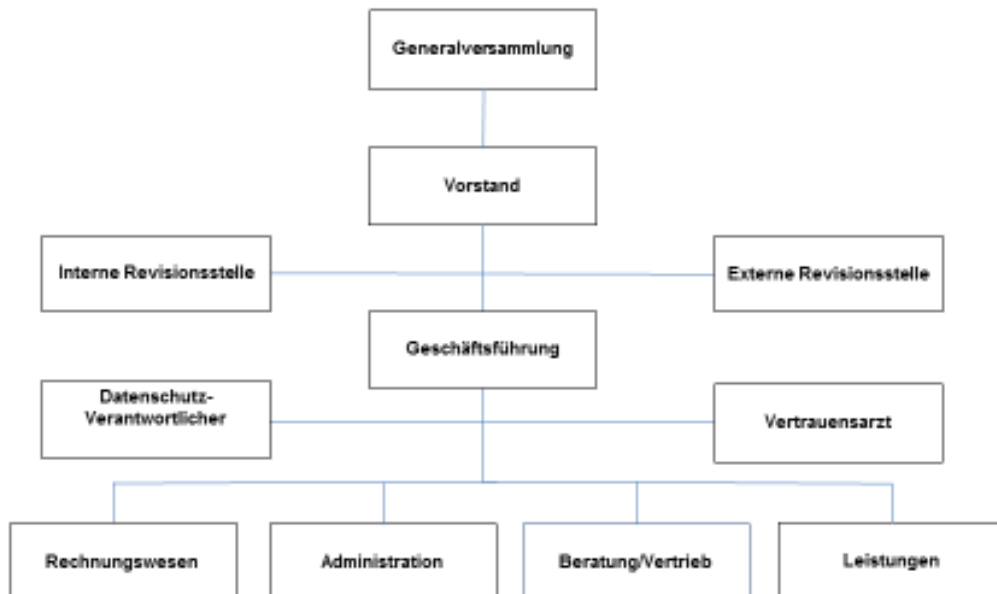 Generalversammlung
Vorstand
Interne Revisionsstelle
Externe Revisionsstelle
Geschäftsführung
Datenschutz-
Verantwortlicher
Vertrauensarzt
Rechnungswesen
Administration
Beratung/Vertrieb
Leistungen